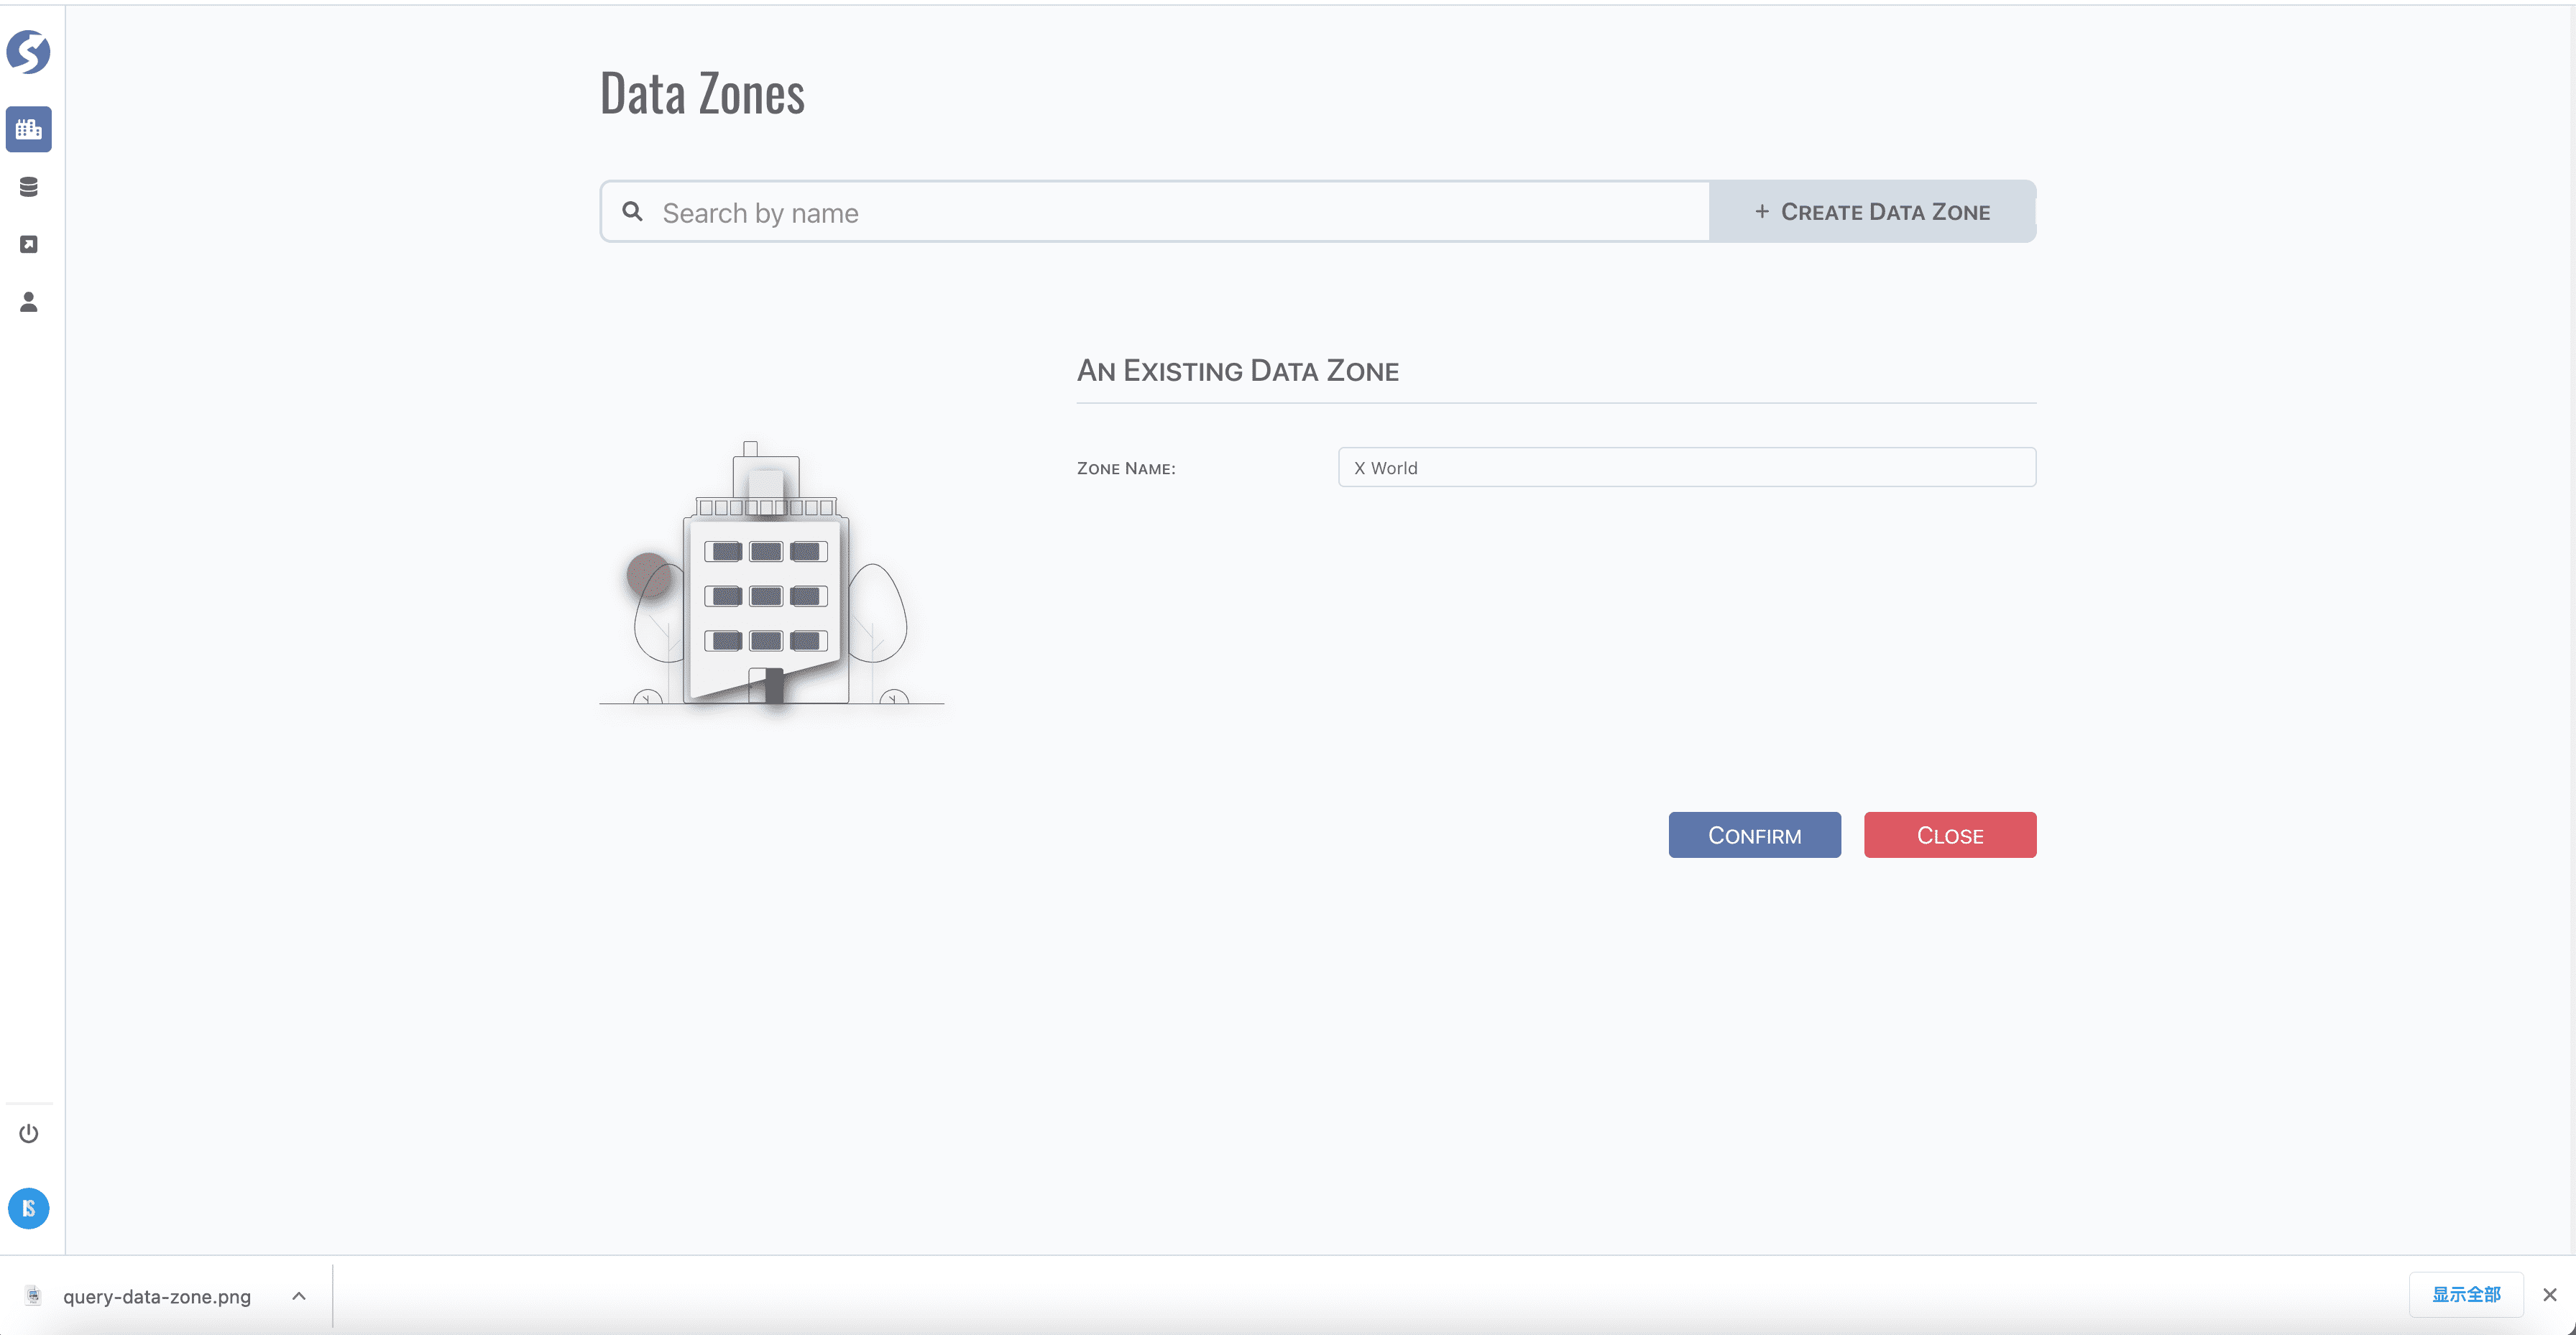 Data Zones
Search by name
+ CREATE DATA ZONE
AN EXISTING DATA ZONE
ZONE NAME:
X World
CONFIRM
CLOSE
query-data-zone.png
显示全部